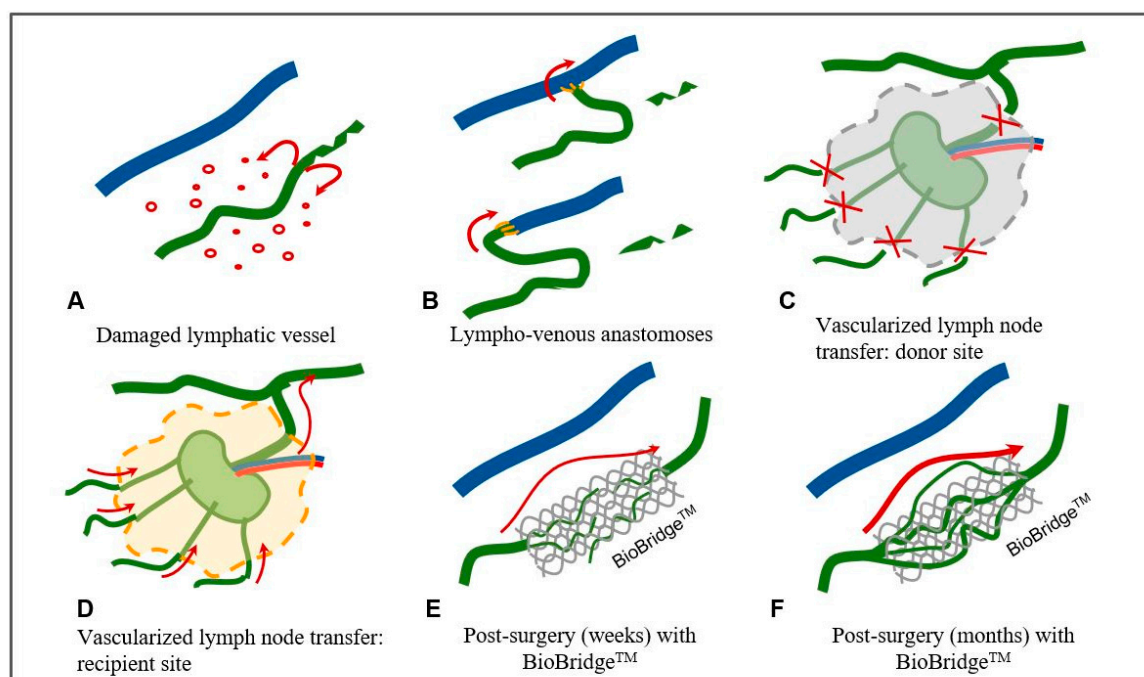 A
Damaged lymphatic vessel
B
Lympho-venous anastomoses
C
Vascularized lymph node
transfer: donor site
D
Vascularized lymph node transfer:
recipient site
BioBridge™
E
Post-surgery (weeks) with
BioBridge™
BioBridge™
F
Post-surgery (months) with
BioBridge™